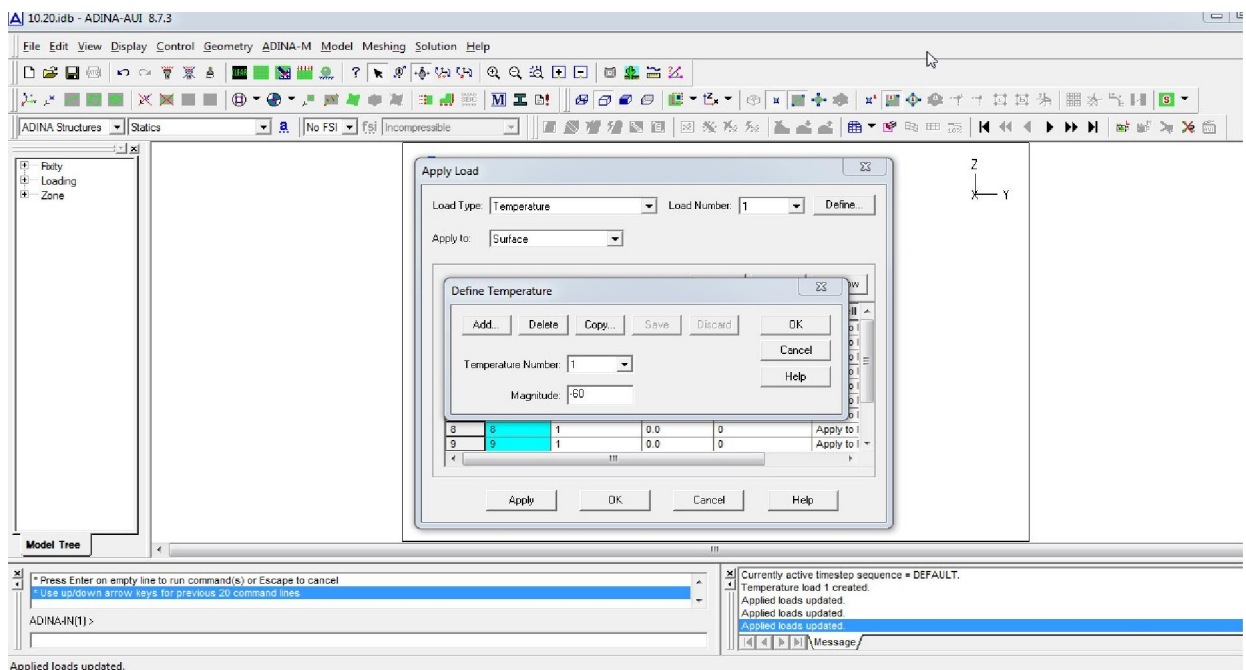 10.20.idb - ADINA-AUI 8.7.3
File Edit View Display Control Geometry ADINA-M Model Meshing Solution Help
ADINA Structures Statics No FSI Incompressible
Fixity
Loading
Zone
Model Tree
Z
X Y
Apply Load
Load Type: Temperature Load Number: 1 Define...
Apply to: Surface
Define Temperature
Add... Delete Copy... Save Discard OK
Cancel
Temperature Number: 1
Help
Magnitude: -60
8 8 1 0.0 0 Apply to
9 9 1 0.0 0 Apply to
Apply OK Cancel Help
* Press Enter on empty line to run command(s) or Escape to cancel
* Use up/down arrow keys for previous 20 command lines
ADINA-IN(1) >
Currently active timestep sequence = DEFAULT.
Temperature load 1 created.
Applied loads updated.
Applied loads updated.
Applied loads updated.
Message
Applied loads updated.